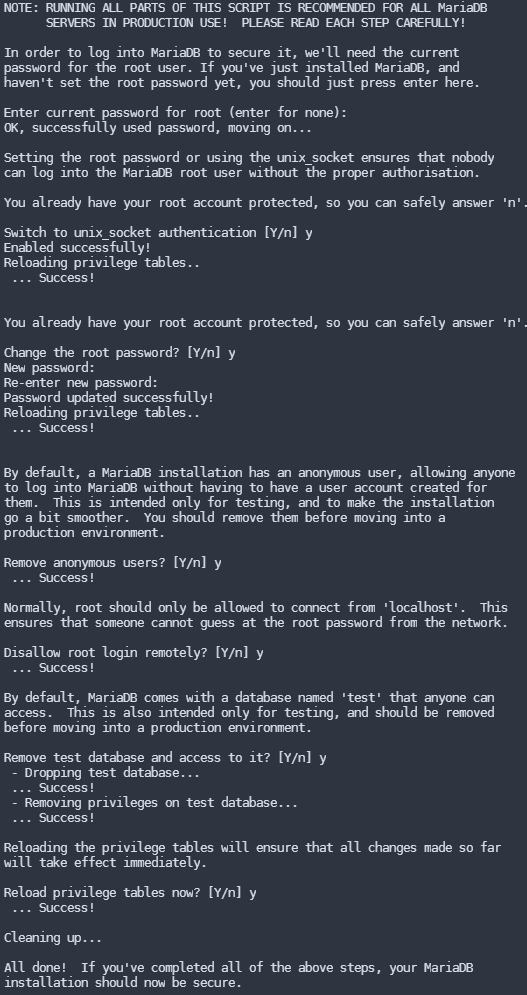 NOTE: RUNNING ALL PARTS OF THIS SCRIPT IS RECOMMENDED FOR ALL MariaDB
      SERVERS IN PRODUCTION USE!  PLEASE READ EACH STEP CAREFULLY!

In order to log into MariaDB to secure it, we'll need the current
password for the root user. If you've just installed MariaDB, and
haven't set the root password yet, you should just press enter here.

Enter current password for root (enter for none):
OK, successfully used password, moving on...

Setting the root password or using the unix_socket ensures that nobody
can log into the MariaDB root user without the proper authorisation.

You already have your root account protected, so you can safely answer 'n'.

Switch to unix_socket authentication [Y/n] y
Enabled successfully!
Reloading privilege tables..
 ... Success!


You already have your root account protected, so you can safely answer 'n'.

Change the root password? [Y/n] y
New password:
Re-enter new password:
Password updated successfully!
Reloading privilege tables..
 ... Success!


By default, a MariaDB installation has an anonymous user, allowing anyone
to log into MariaDB without having to have a user account created for
them.  This is intended only for testing, and to make the installation
go a bit smoother.  You should remove them before moving into a
production environment.

Remove anonymous users? [Y/n] y
 ... Success!

Normally, root should only be allowed to connect from 'localhost'.  This
ensures that someone cannot guess at the root password from the network.

Disallow root login remotely? [Y/n] y
 ... Success!

By default, MariaDB comes with a database named 'test' that anyone can
access.  This is also intended only for testing, and should be removed
before moving into a production environment.

Remove test database and access to it? [Y/n] y
 - Dropping test database...
 ... Success!
 - Removing privileges on test database...
 ... Success!

Reloading the privilege tables will ensure that all changes made so far
will take effect immediately.

Reload privilege tables now? [Y/n] y
 ... Success!

Cleaning up...

All done!  If you've completed all of the above steps, your MariaDB
installation should now be secure.